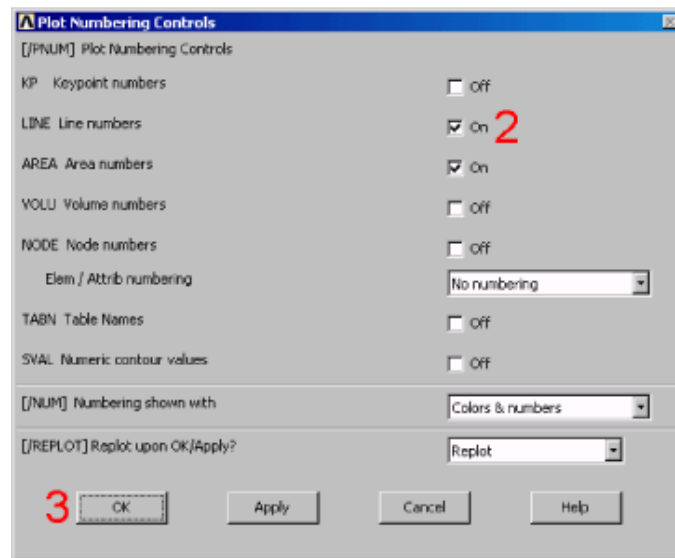 Plot Numbering Controls
[/PNUM] Plot Numbering Controls
KP Keypoint numbers Off
LINE Line numbers On 2
AREA Area numbers On
VOLU Volume numbers Off
NODE Node numbers Off
Elem / Attrib numbering No numbering
TABN Table Names Off
SVAL Numeric contour values Off
[/NUM] Numbering shown with Colors & numbers
[/REPLOT] Replot upon OK/Apply? Replot
3 OK Apply Cancel Help